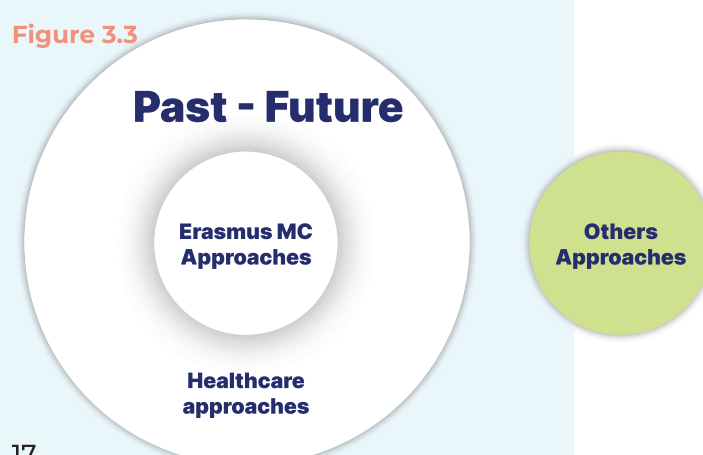 Figure 3.3
Past - Future
Erasmus MC
Approaches
Others
Approaches
Healthcare
approaches
17